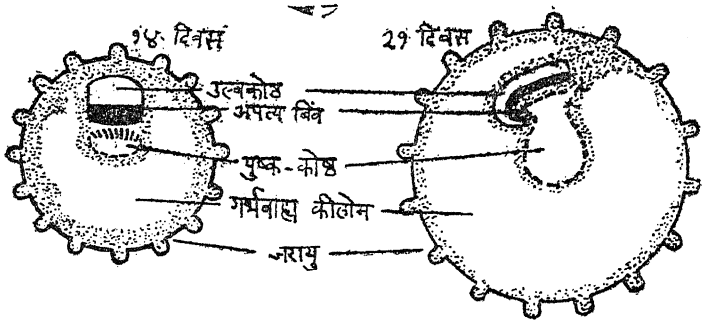 १४ दिवस
२१ दिवस
उल्वकोष्ठ
अपत्य बिंब
पुष्क-कोष्ठ
गर्भबाह्य कीलोम
जरायु